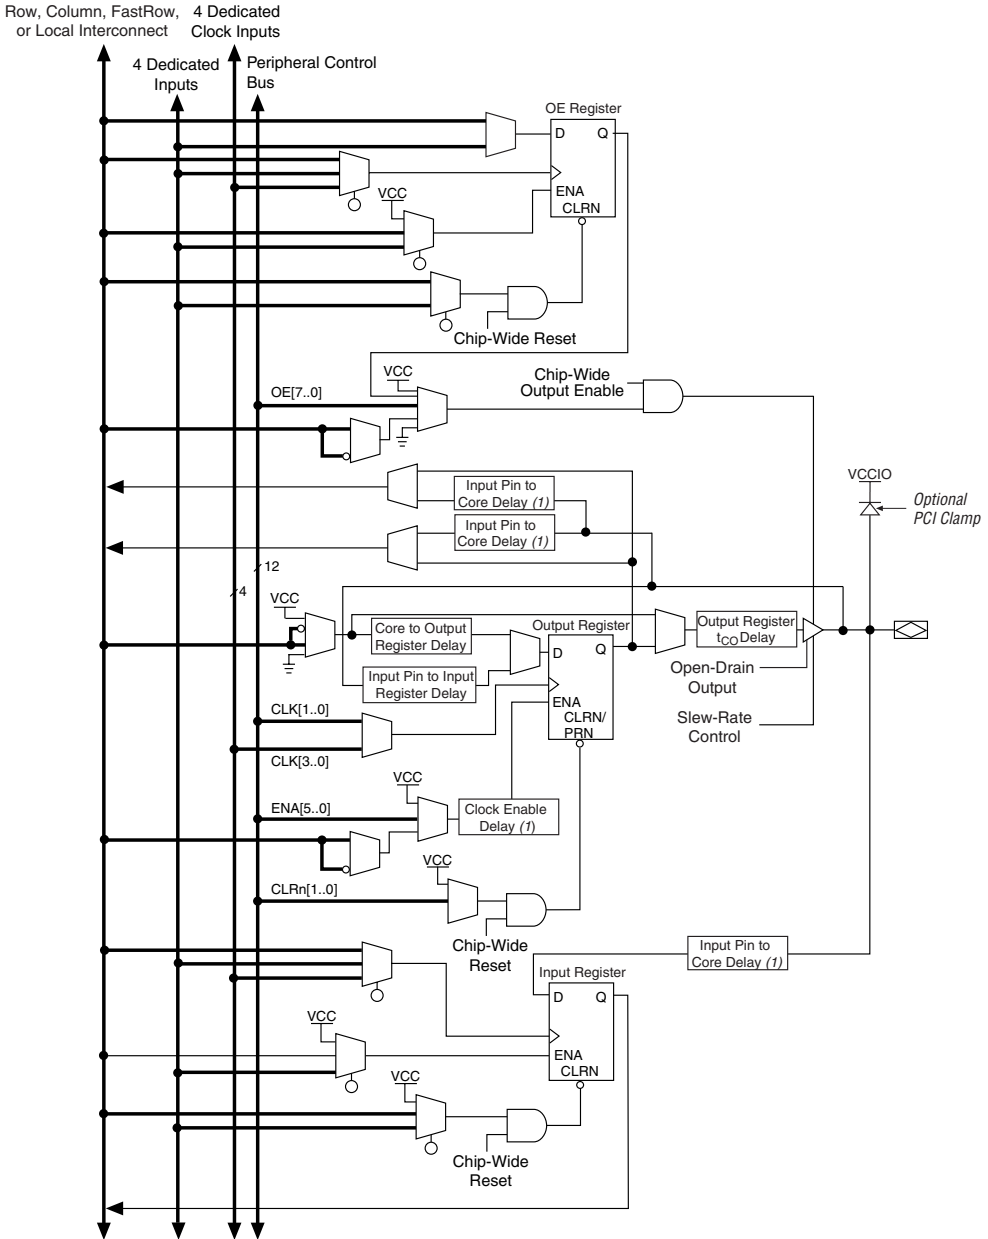 Row, Column, FastRow,
or Local Interconnect
4 Dedicated
Clock Inputs
4 Dedicated
Inputs
Peripheral Control
Bus
OE Register
D
Q
ENA
CLRN
VCC
Chip-Wide Reset
VCC
OE[7..0]
Chip-Wide
Output Enable
Input Pin to
Core Delay (1)
Input Pin to
Core Delay (1)
VCCIO
Optional
PCI Clamp
12
4
VCC
Core to Output
Register Delay
Input Pin to Input
Register Delay
Output Register
D
Q
ENA
CLRN/
PRN
Output Register
tCO Delay
Open-Drain
Output
Slew-Rate
Control
CLK[1..0]
CLK[3..0]
VCC
ENA[5..0]
Clock Enable
Delay (1)
VCC
CLRn[1..0]
Chip-Wide
Reset
Input Pin to
Core Delay (1)
Input Register
D
Q
ENA
CLRN
VCC
VCC
Chip-Wide
Reset